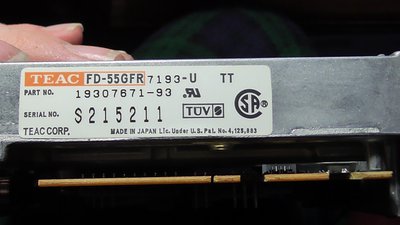 TEAC FD-55GFR 7193-U TT
PART NO. 19307671-93
SERIAL NO. S215211 TÜV
TEAC CORP. MADE IN JAPAN Lic. Under U.S. Pat. No. 4,125,883